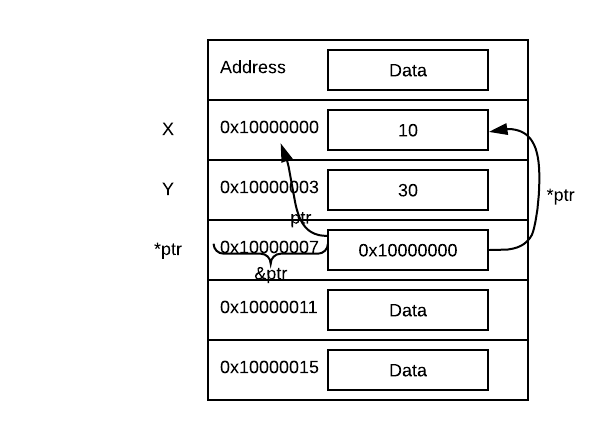 Address Data
X 0x10000000 10
Y 0x10000003 30
ptr
*ptr
*ptr 0x10000007 0x10000000
&ptr
0x10000011 Data
0x10000015 Data